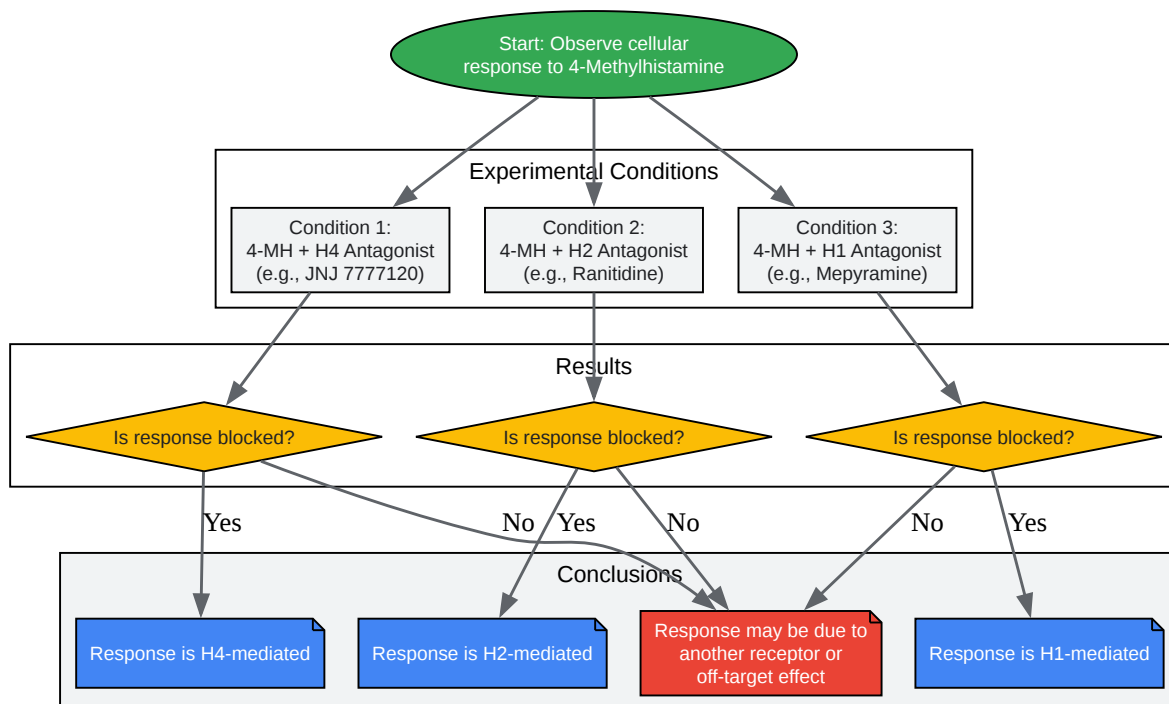 Start: Observe cellular
response to 4-Methylhistamine
Experimental Conditions
Condition 1:
4-MH + H4 Antagonist
(e.g., JNJ 7777120)
Condition 2:
4-MH + H2 Antagonist
(e.g., Ranitidine)
Condition 3:
4-MH + H1 Antagonist
(e.g., Mepyramine)
Results
Is response blocked?
Is response blocked?
Is response blocked?
Yes
No
Yes
No
No
Yes
Conclusions
Response is H4-mediated
Response is H2-mediated
Response may be due to
another receptor or
off-target effect
Response is H1-mediated